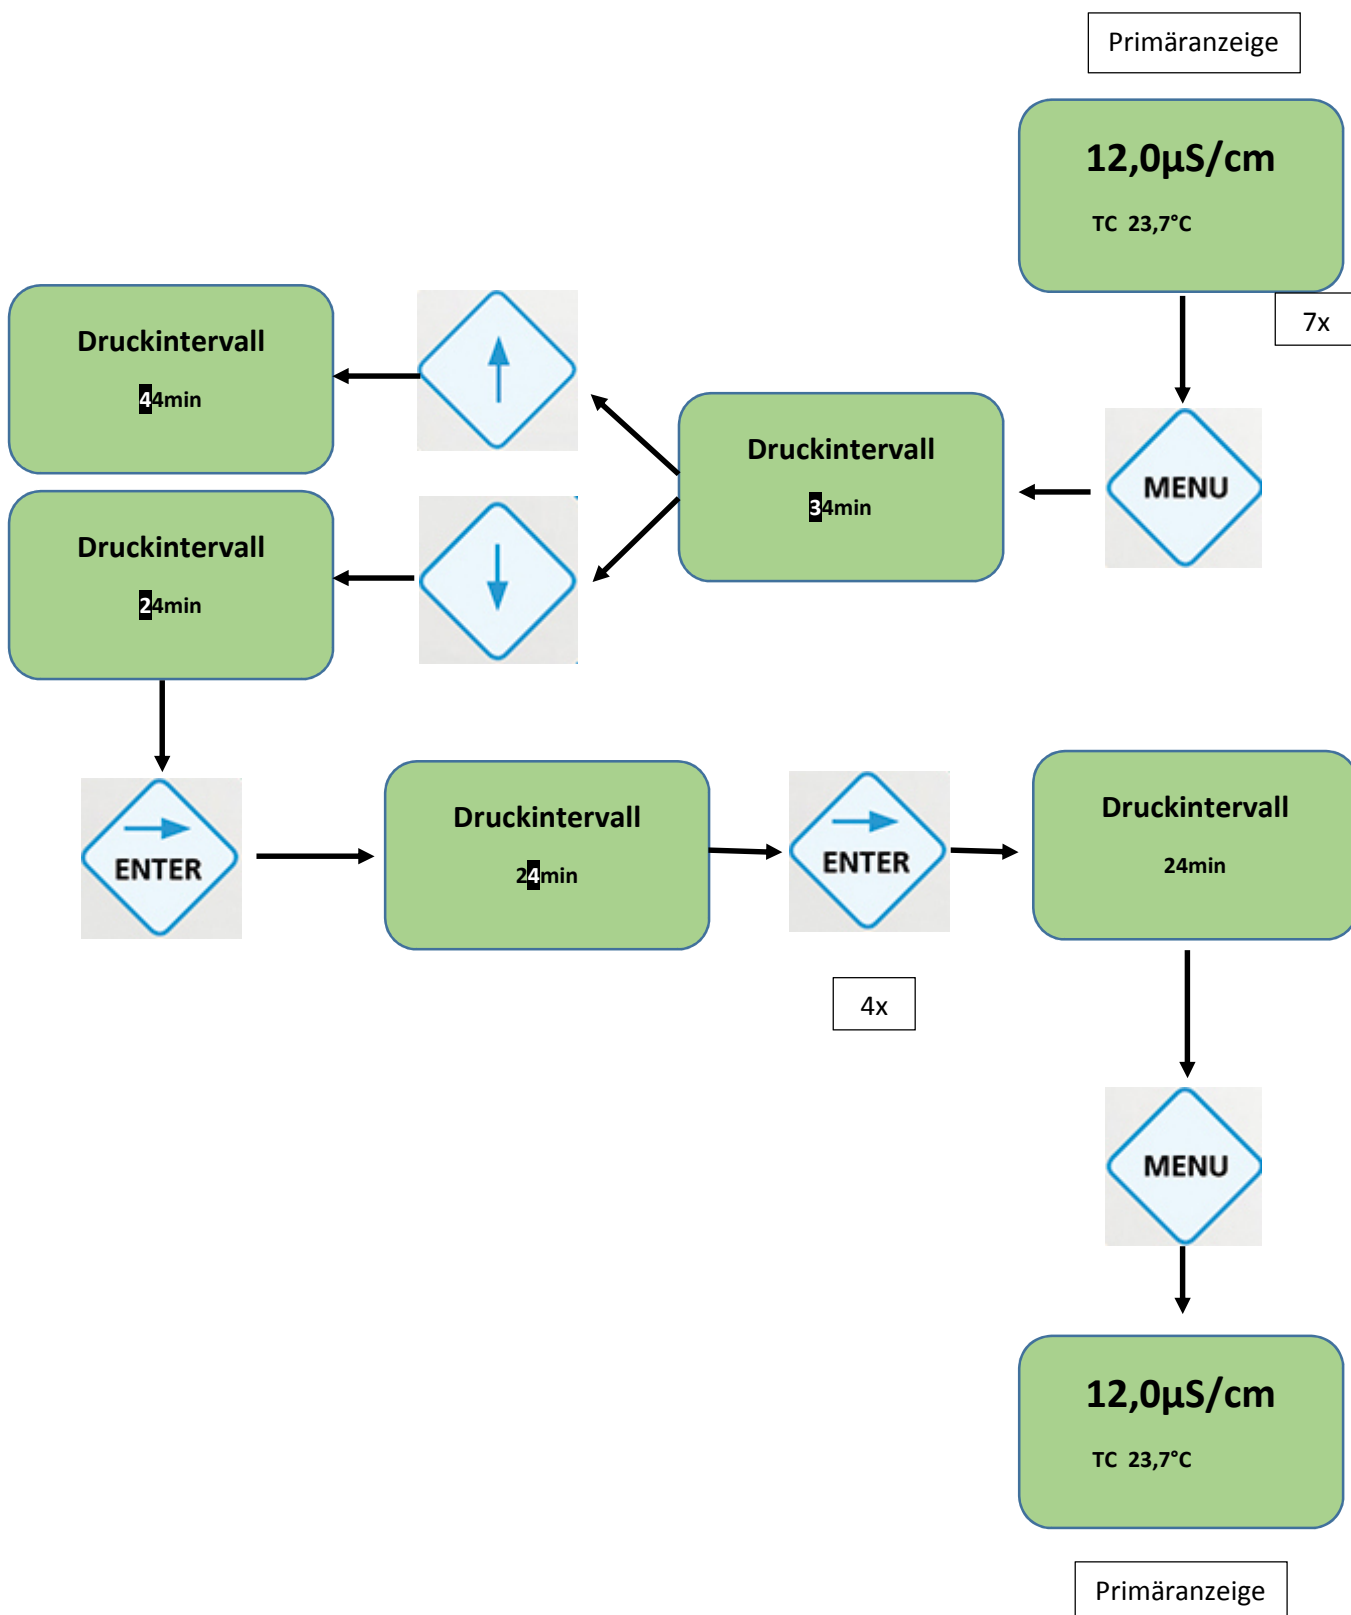 Primäranzeige
12,0µS/cm
TC 23,7°C
7x
MENU
Druckintervall
34min
Druckintervall
44min
Druckintervall
24min
ENTER
Druckintervall
24min
ENTER
4x
Druckintervall
24min
MENU
12,0µS/cm
TC 23,7°C
Primäranzeige